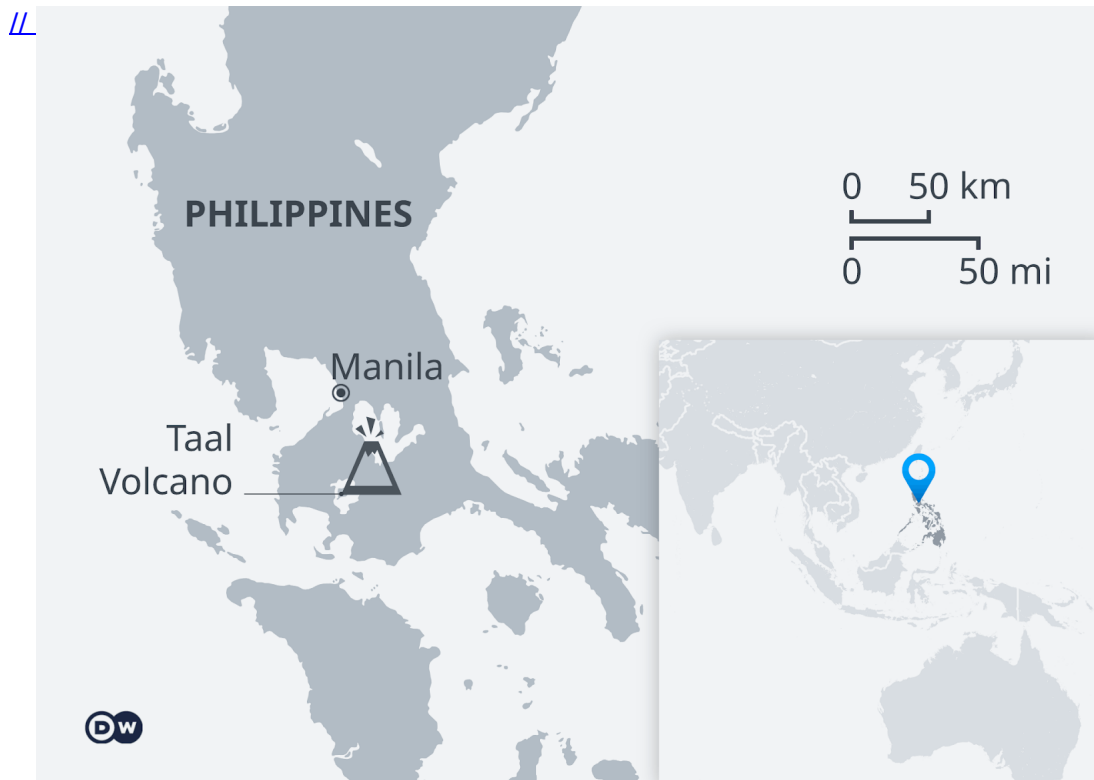 //
PHILIPPINES
0 50 km
0 50 mi
Manila
Taal
Volcano
DW